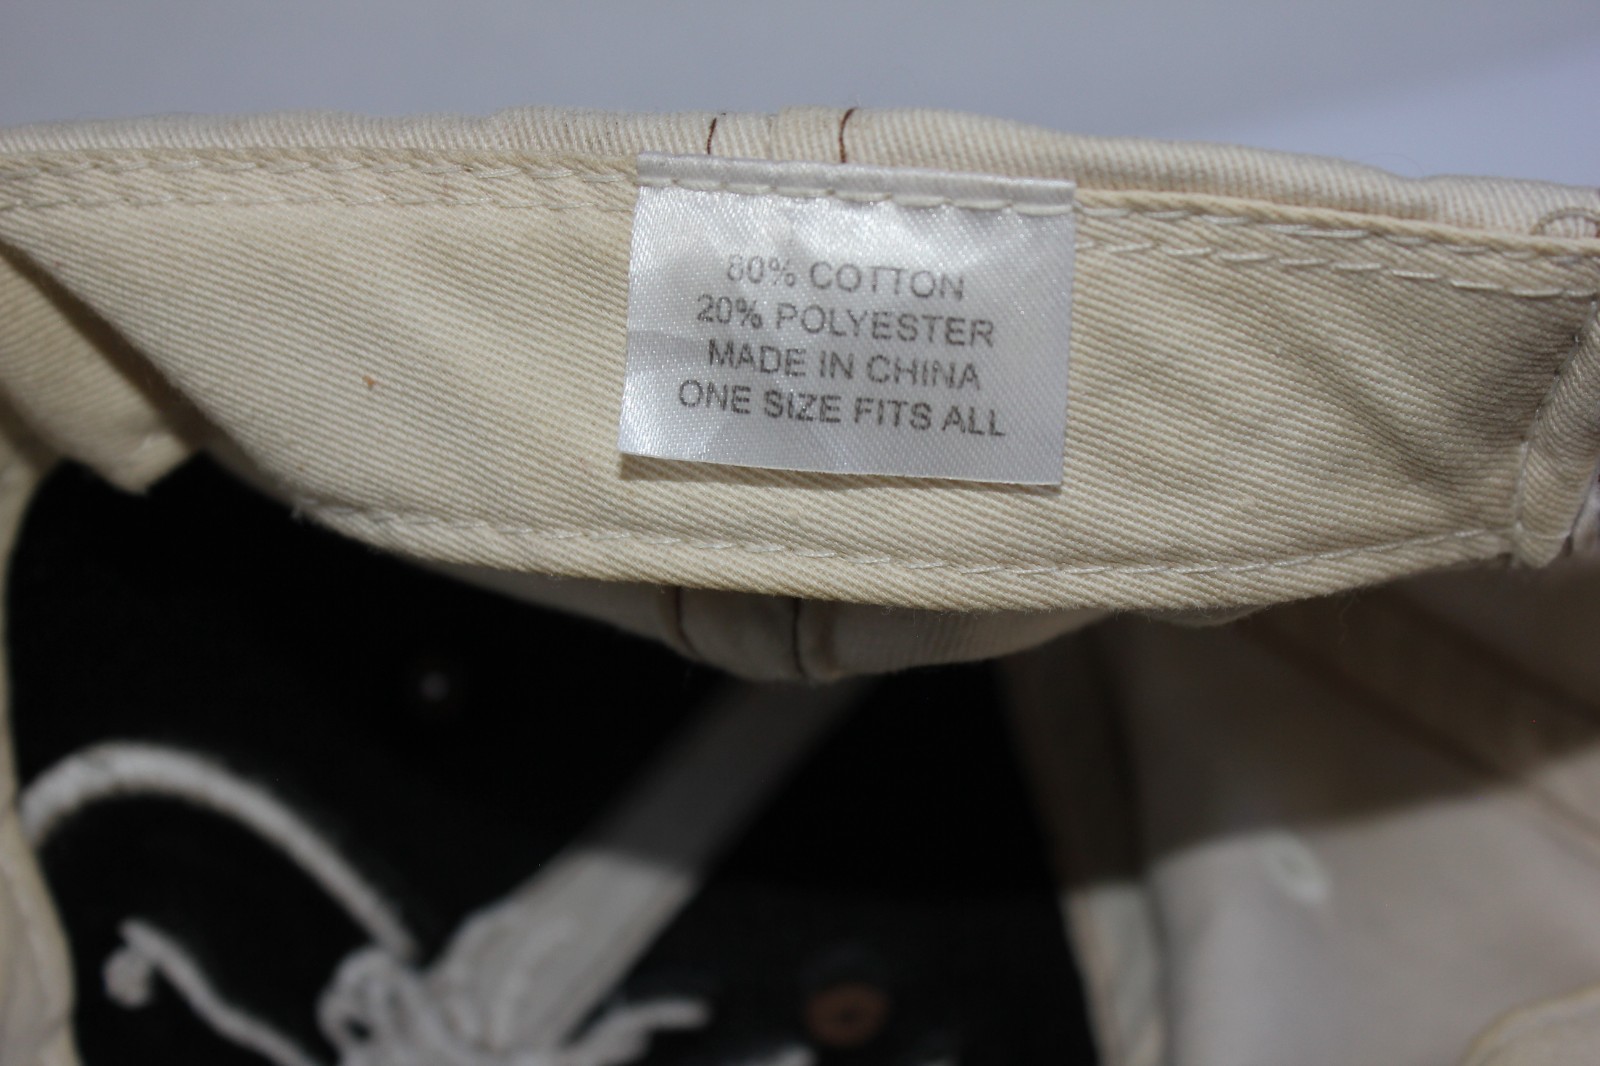 80% COTTON
20% POLYESTER
MADE IN CHINA
ONE SIZE FITS ALL